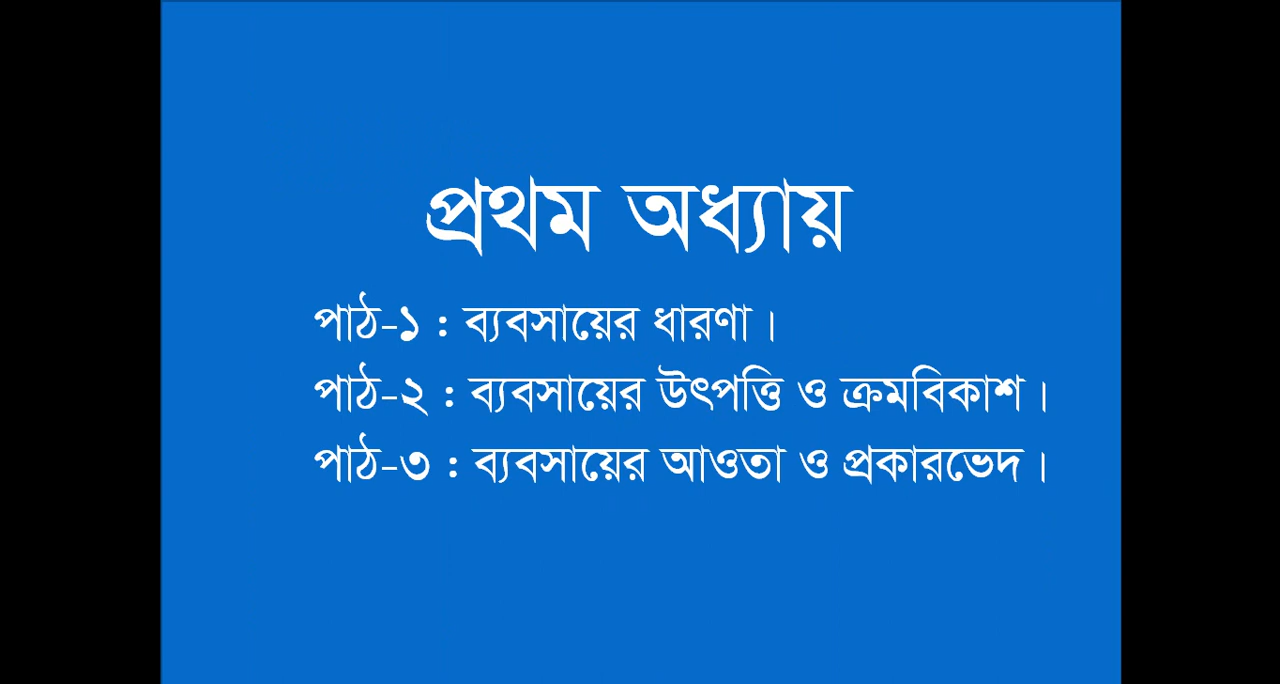 প্রথম অধ্যায়
পাঠ-১ : ব্যবসায়ের ধারণা।
পাঠ-২ : ব্যবসায়ের উৎপত্তি ও ক্রমবিকাশ।
পাঠ-৩ : ব্যবসায়ের আওতা ও প্রকারভেদ।